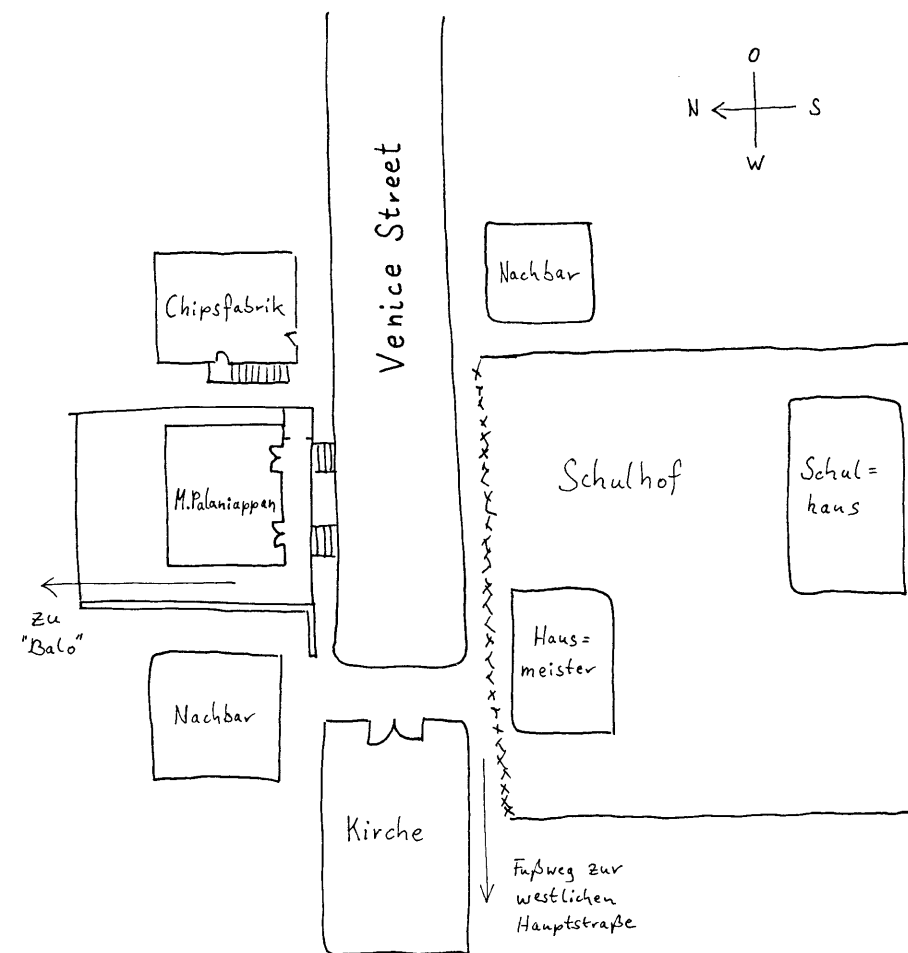 O
N
S
W
Venice Street
Nachbar
Chipsfabrik
Schulhof
Schul=
haus
M.Palaniappan
zu
"Balo"
Haus=
meister
Nachbar
Kirche
Fußweg zur
westlichen
Hauptstraße